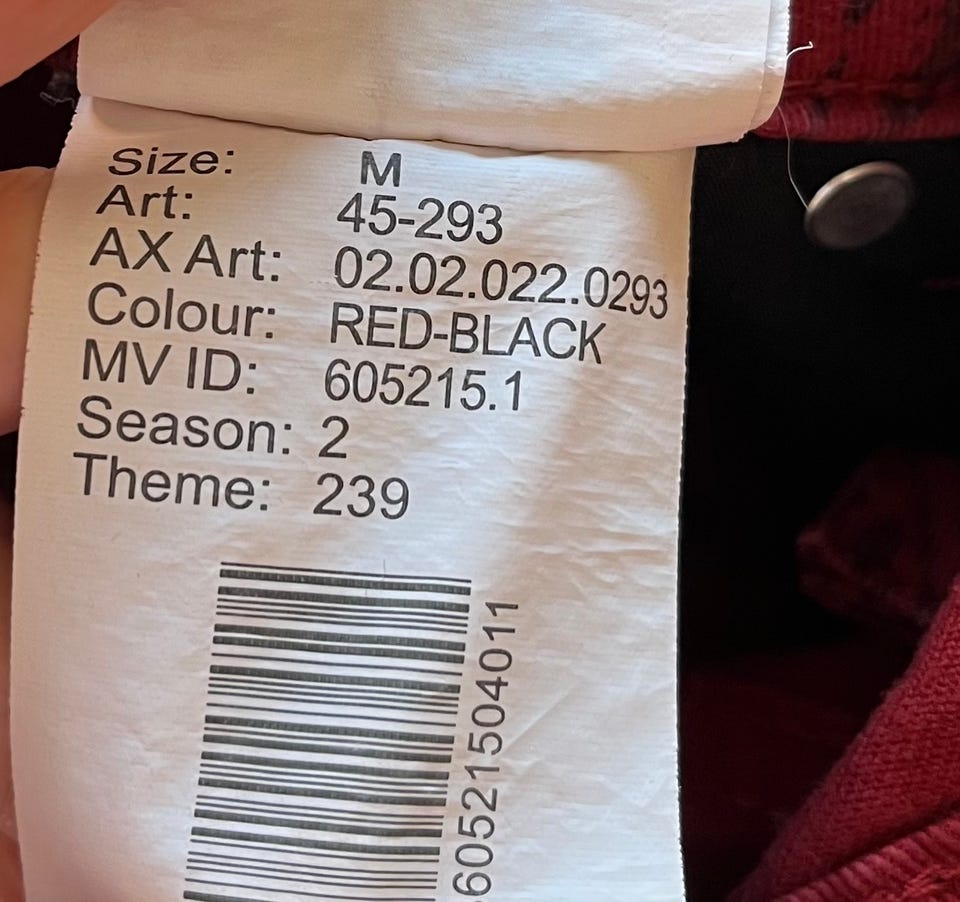 Size: M
Art: 45-293
AX Art: 02.02.022.0293
Colour: RED-BLACK
MV ID: 605215.1
Season: 2
Theme: 239
60521504011